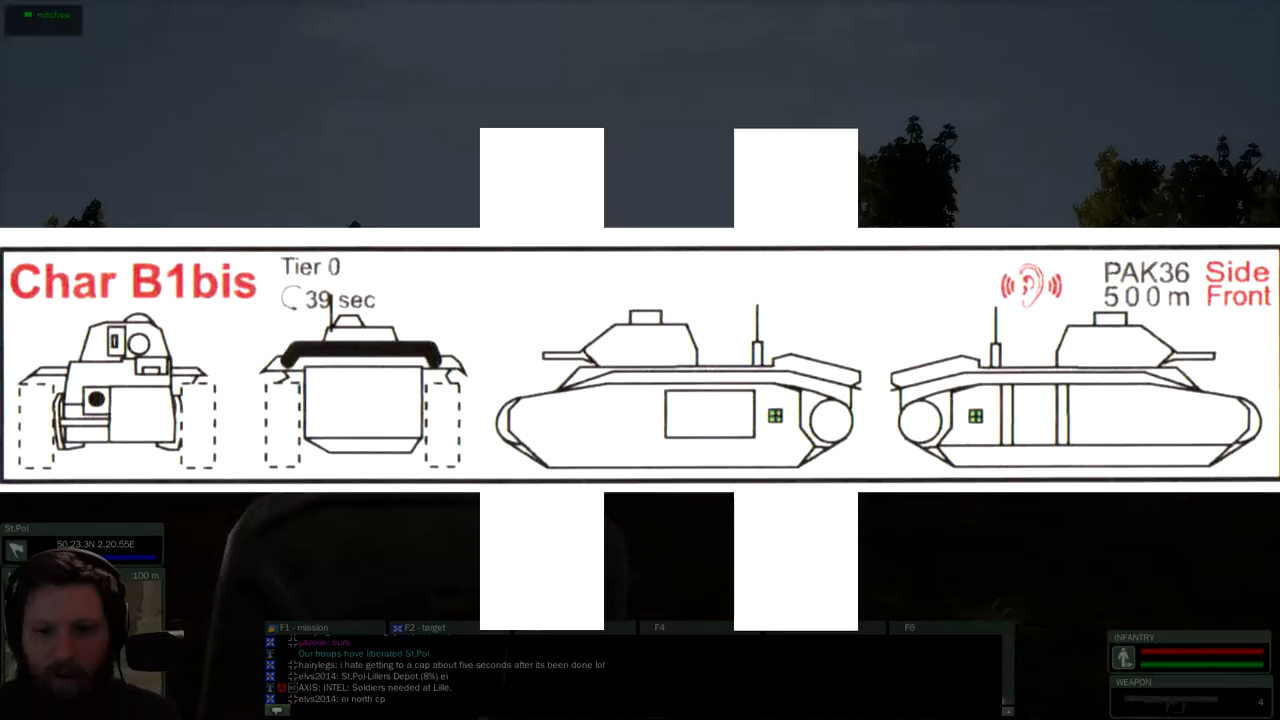 mitchsw
Char B1bis
Tier 0
39 sec
PAK36 Side
500m Front
St.Pol
50.23.3N 2.20.55E
100 m
F1 - mission
F2 - target
F4
F6
Our troops have liberated St.Pol!
hairylegs: i hate getting to a cap about five seconds after its been done lol
elvs2014: St.Pol-Lillers Depot (8%) ei
AXIS: INTEL: Soldiers needed at Lille.
elvs2014: ei north cp
INFANTRY
WEAPON
4